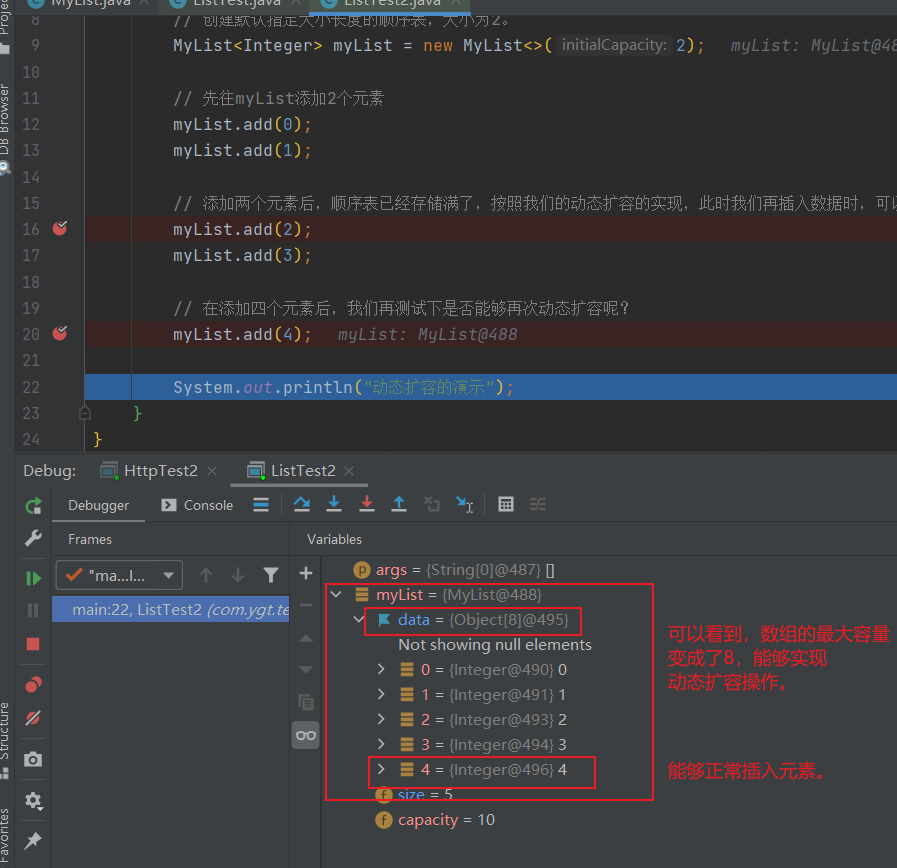 MyList.java ListTest.java ListTest2.java
Project
8 // 创建默认指定大小长度的顺序表，大小为2。
9 MyList<Integer> myList = new MyList<>( initialCapacity: 2); myList: MyList@48
10
DB Browser
11 // 先往myList添加2个元素
12 myList.add(0);
13 myList.add(1);
14
15 // 添加两个元素后，顺序表已经存储满了，按照我们的动态扩容的实现，此时我们再插入数据时，可以
16 myList.add(2);
17 myList.add(3);
18
19 // 在添加四个元素后，我们再测试下是否能够再次动态扩容呢？
20 myList.add(4); myList: MyList@488
21
22 System.out.println("动态扩容的演示");
23 }
24 }
Debug: HttpTest2 ListTest2
Debugger Console
Frames Variables
"ma...l... args = {String[0]@487} []
myList = {MyList@488}
main:22, ListTest2 (com.ygt.te
data = {Object[8]@495}
Not showing null elements
0 = {Integer@490} 0
1 = {Integer@491} 1
2 = {Integer@493} 2
3 = {Integer@494} 3
4 = {Integer@496} 4
size = 5
capacity = 10
可以看到，数组的最大容量
变成了8，能够实现
动态扩容操作。
能够正常插入元素。
Structure
Favorites